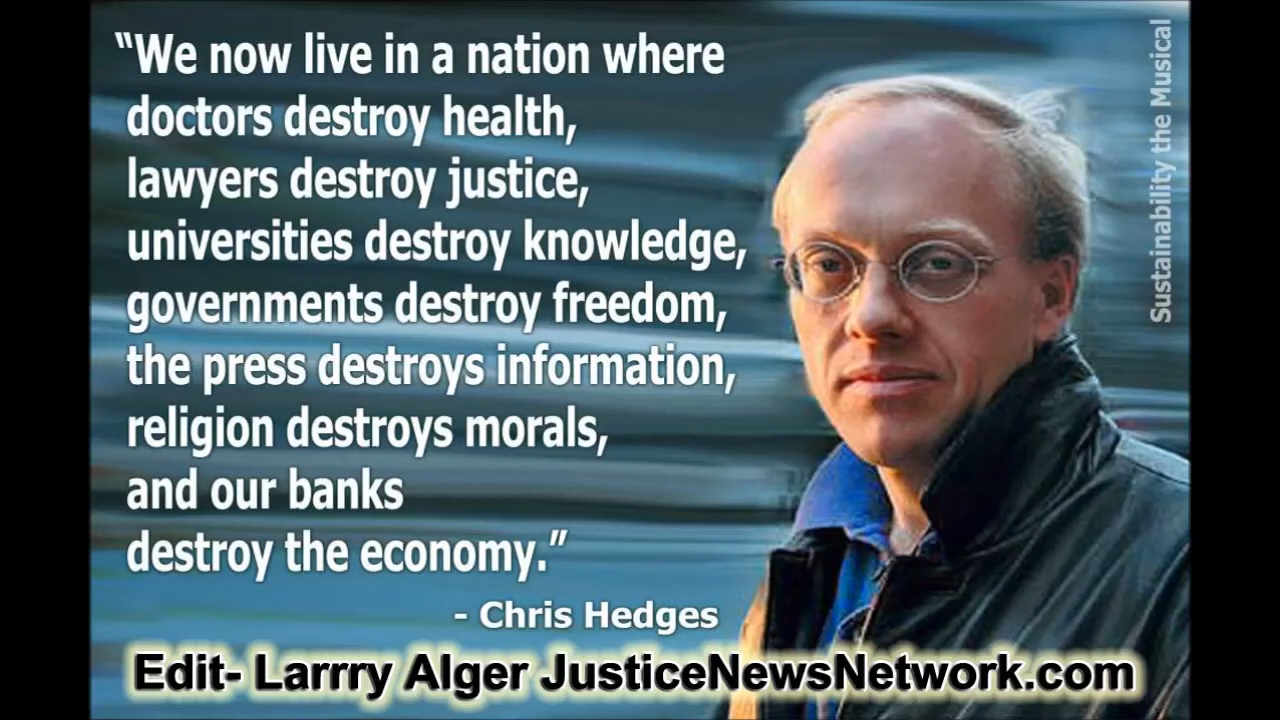 “We now live in a nation where
doctors destroy health,
lawyers destroy justice,
universities destroy knowledge,
governments destroy freedom,
the press destroys information,
religion destroys morals,
and our banks
destroy the economy.”
- Chris Hedges
Edit- Larrry Alger JusticeNewsNetwork.com
Sustainability the Musical